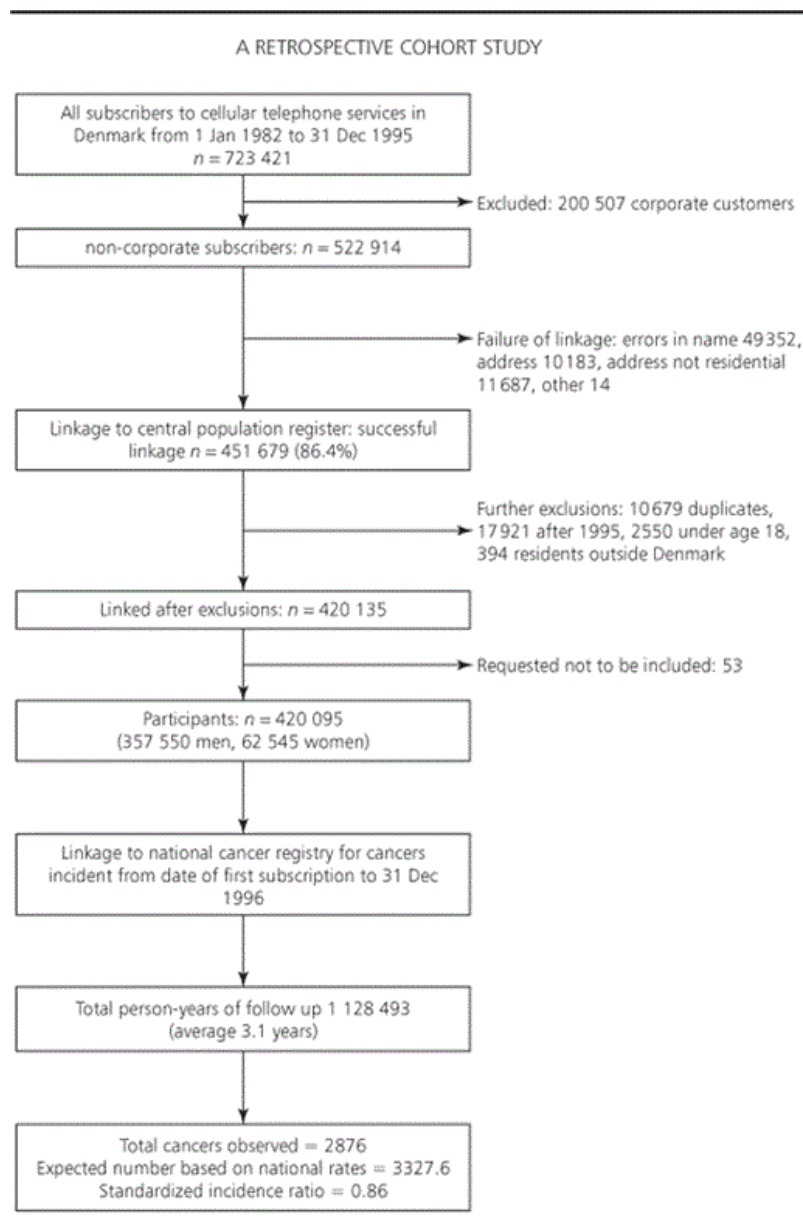 A RETROSPECTIVE COHORT STUDY
All subscribers to cellular telephone services in
Denmark from 1 Jan 1982 to 31 Dec 1995
n = 723 421
Excluded: 200 507 corporate customers
non-corporate subscribers: n = 522 914
Failure of linkage: errors in name 49352,
address 10183, address not residential
11687, other 14
Linkage to central population register: successful
linkage n = 451 679 (86.4%)
Further exclusions: 10679 duplicates,
17921 after 1995, 2550 under age 18,
394 residents outside Denmark
Linked after exclusions: n = 420 135
Requested not to be included: 53
Participants: n = 420 095
(357 550 men, 62 545 women)
Linkage to national cancer registry for cancers
incident from date of first subscription to 31 Dec
1996
Total person-years of follow up 1 128 493
(average 3.1 years)
Total cancers observed = 2876
Expected number based on national rates = 3327.6
Standardized incidence ratio = 0.86